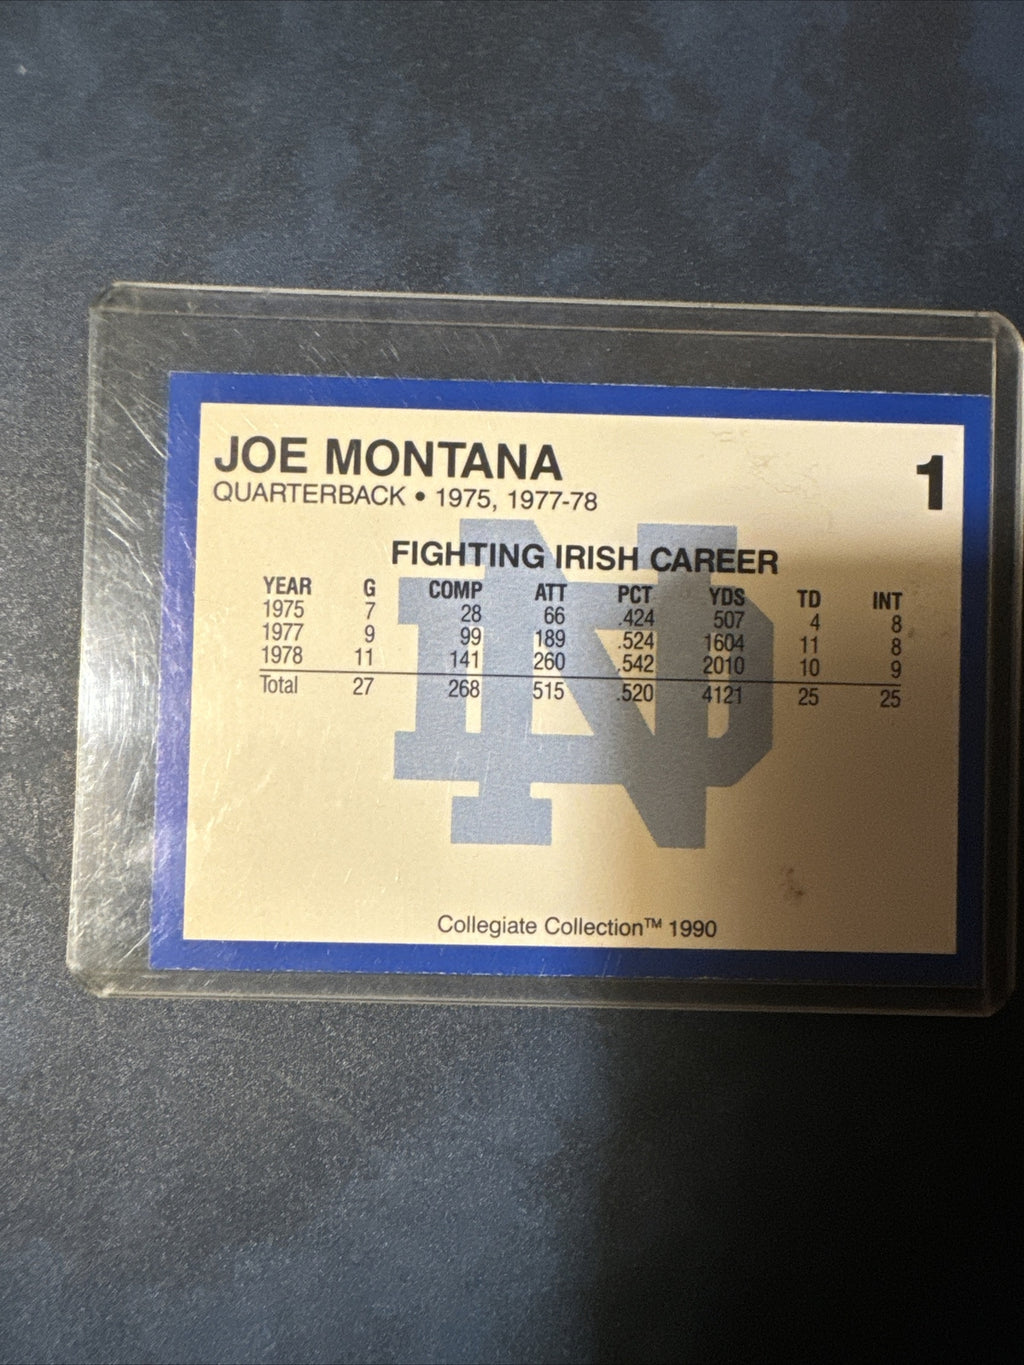 JOE MONTANA 1
QUARTERBACK • 1975, 1977-78
FIGHTING IRISH CAREER
YEAR G COMP ATT PCT YDS TD INT
1975 7 28 66 .424 507 4 8
1977 9 99 189 .524 1604 11 8
1978 11 141 260 .542 2010 10 9
Total 27 268 515 .520 4121 25 25
ND
Collegiate Collection™ 1990